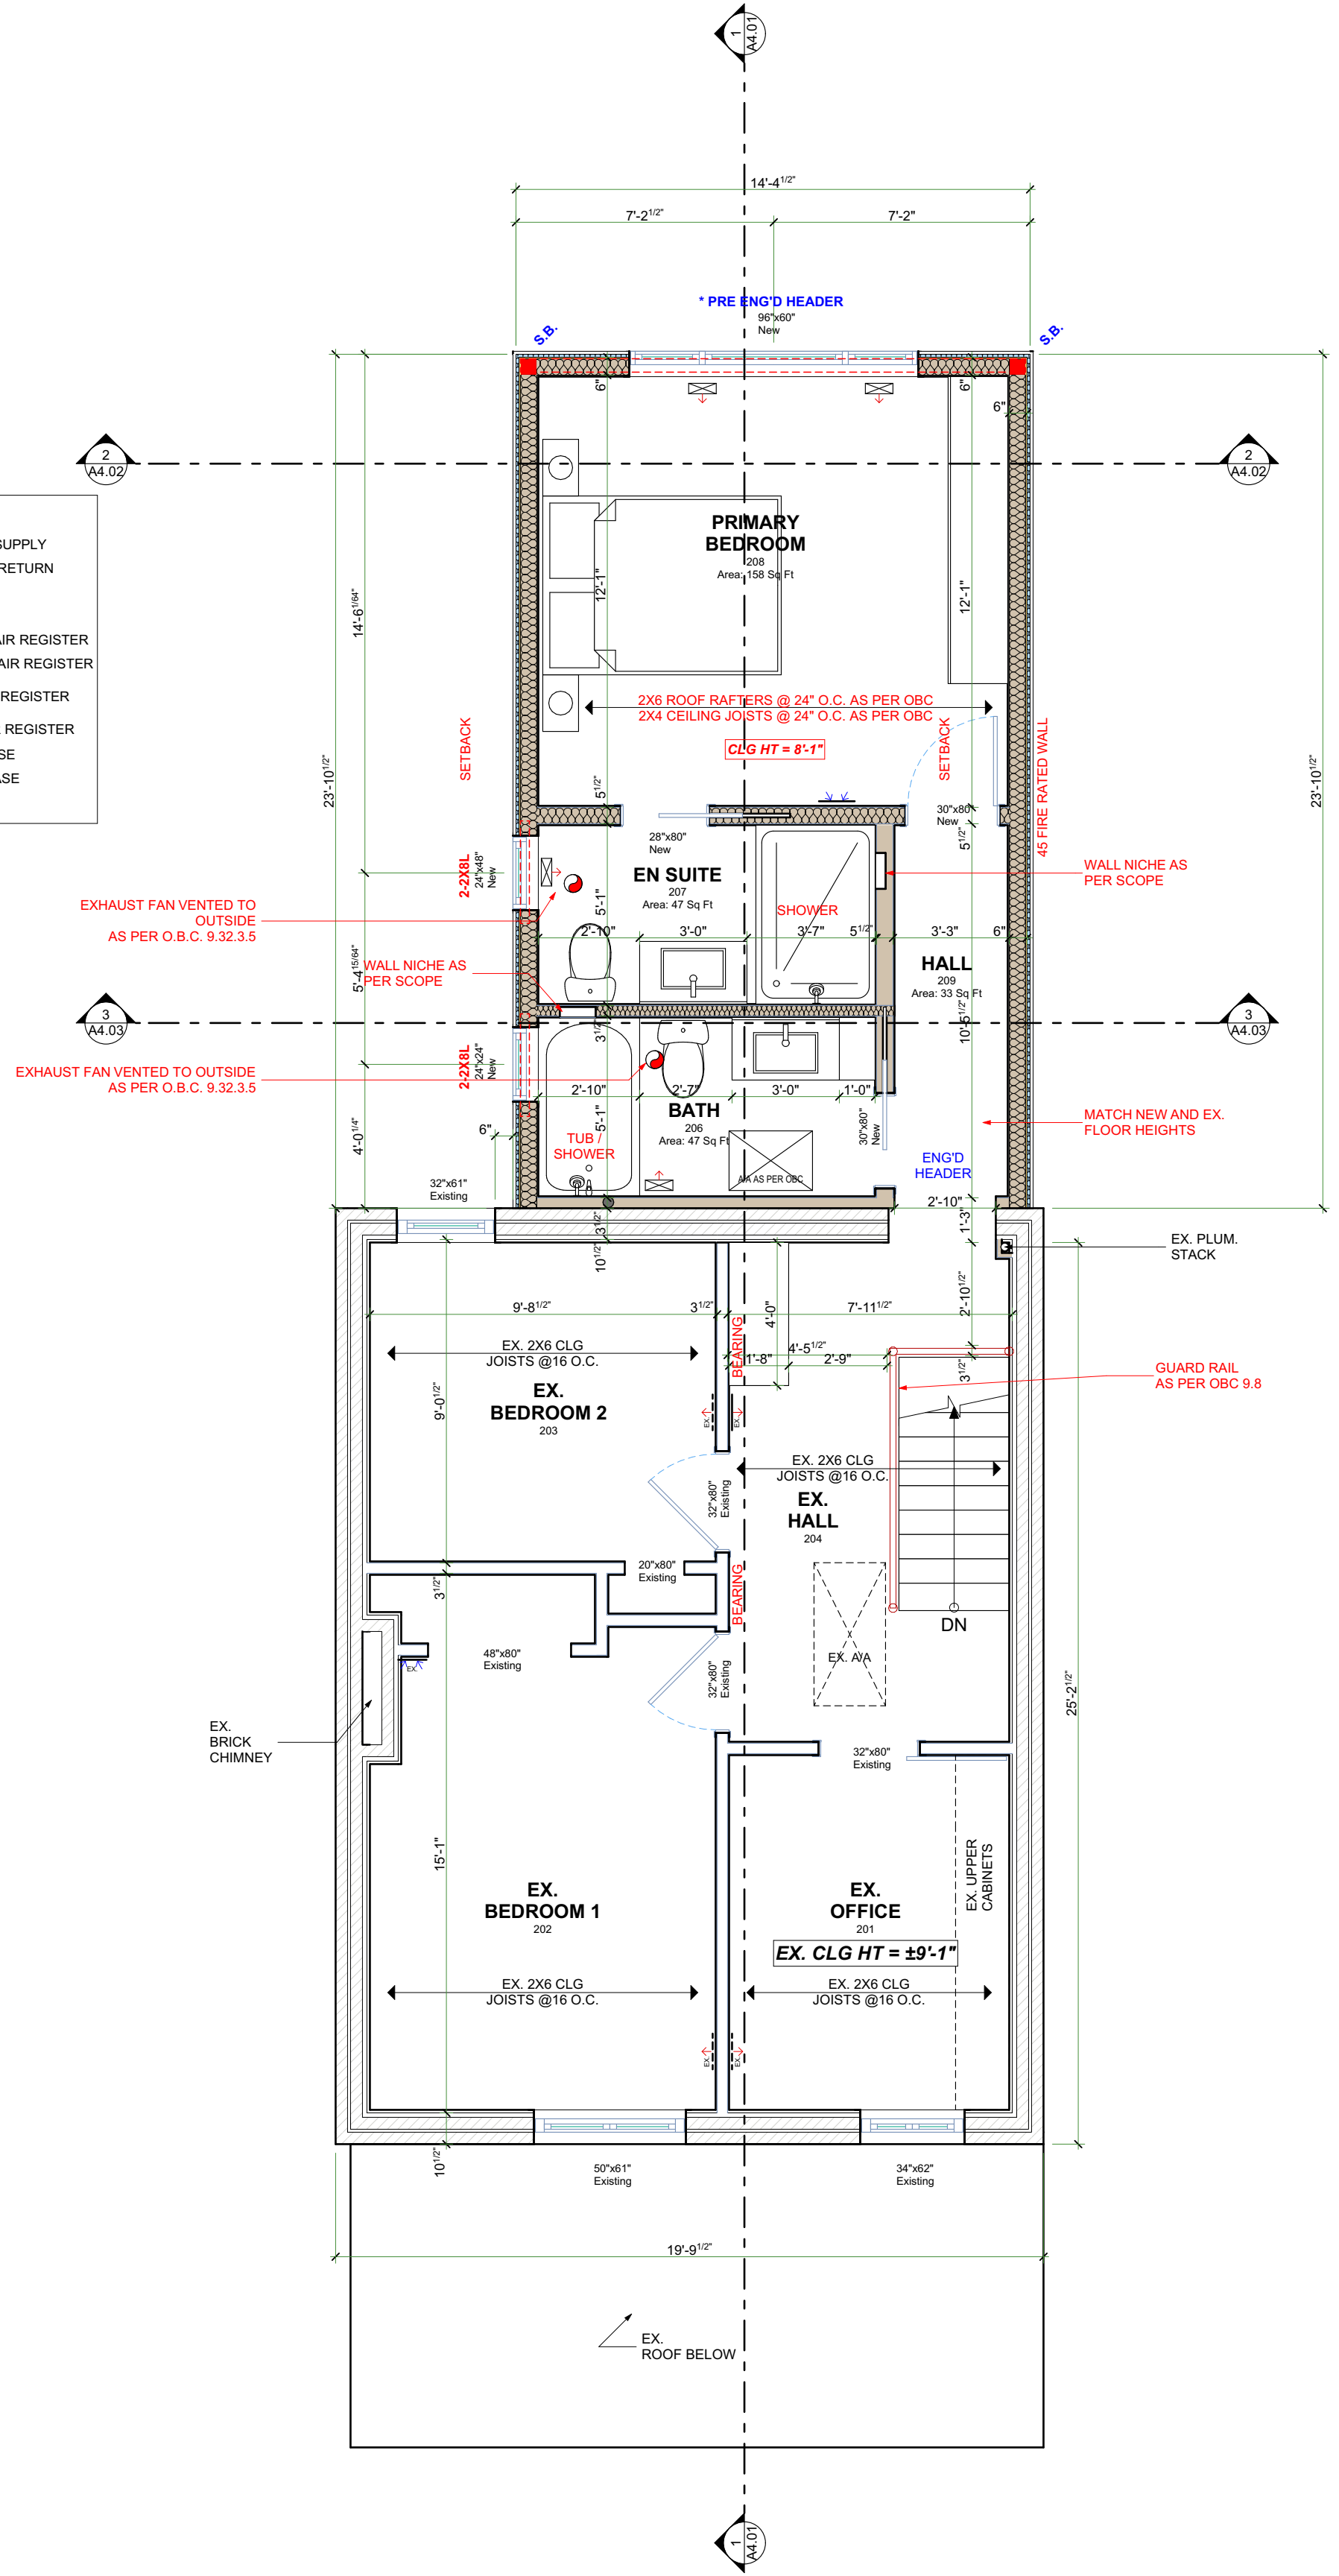 1
A4.01
14'-4 1/2"
7'-2 1/2"
7'-2"
* PRE ENG'D HEADER
96"x60"
New
S.B.
S.B.
6"
6"
6"
2
A4.02
2
A4.02
SUPPLY
RETURN
AIR REGISTER
AIR REGISTER
REGISTER
REGISTER
SE
ASE
PRIMARY
BEDROOM
208
Area: 158 Sq Ft
12'-1"
12'-1"
14'-6 1/64"
23'-10 1/2"
23'-10 1/2"
2X6 ROOF RAFTERS @ 24" O.C. AS PER OBC
2X4 CEILING JOISTS @ 24" O.C. AS PER OBC
CLG HT = 8'-1"
SETBACK
SETBACK
45 FIRE RATED WALL
5 1/2"
5 1/2"
28"x80"
New
30"x80"
New
2-2X8L
24"x48"
New
EN SUITE
207
Area: 47 Sq Ft
5'-1"
SHOWER
WALL NICHE AS
PER SCOPE
EXHAUST FAN VENTED TO
OUTSIDE
AS PER O.B.C. 9.32.3.5
2'-10"
3'-0"
3'-7"
5 1/2"
3'-3"
6"
WALL NICHE AS
PER SCOPE
5'-4 15/64"
HALL
209
Area: 33 Sq Ft
10'-5 1/2"
3
A4.03
3
A4.03
3 1/2"
2-2X8L
24"x24"
New
EXHAUST FAN VENTED TO OUTSIDE
AS PER O.B.C. 9.32.3.5
2'-10"
2'-7"
3'-0"
1'-0"
BATH
206
Area: 47 Sq Ft
5'-1"
30"x80"
New
TUB /
SHOWER
6"
4'-0 1/4"
MATCH NEW AND EX.
FLOOR HEIGHTS
ENG'D
HEADER
A/A AS PER OBC
32"x61"
Existing
2'-10"
1'-3"
3 1/2"
10 1/2"
EX. PLUM.
STACK
9'-8 1/2"
3 1/2"
7'-11 1/2"
4'-0"
2'-10 1/2"
BEARING
4'-5 1/2"
1'-8"
2'-9"
3 1/2"
EX. 2X6 CLG
JOISTS @16 O.C.
GUARD RAIL
AS PER OBC 9.8
EX.
BEDROOM 2
203
9'-0 1/2"
EX.
EX.
EX. 2X6 CLG
JOISTS @16 O.C.
EX.
HALL
204
32"x80"
Existing
20"x80"
Existing
BEARING
3 1/2"
DN
48"x80"
Existing
EX.
EX. A/A
32"x80"
Existing
25'-2 1/2"
EX.
BRICK
CHIMNEY
32"x80"
Existing
15'-1"
EX. UPPER
CABINETS
EX.
BEDROOM 1
202
EX.
OFFICE
201
EX. CLG HT = ±9'-1"
EX. 2X6 CLG
JOISTS @16 O.C.
EX. 2X6 CLG
JOISTS @16 O.C.
EX.
EX.
10 1/2"
50"x61"
Existing
34"x62"
Existing
19'-9 1/2"
EX.
ROOF BELOW
1
A4.01